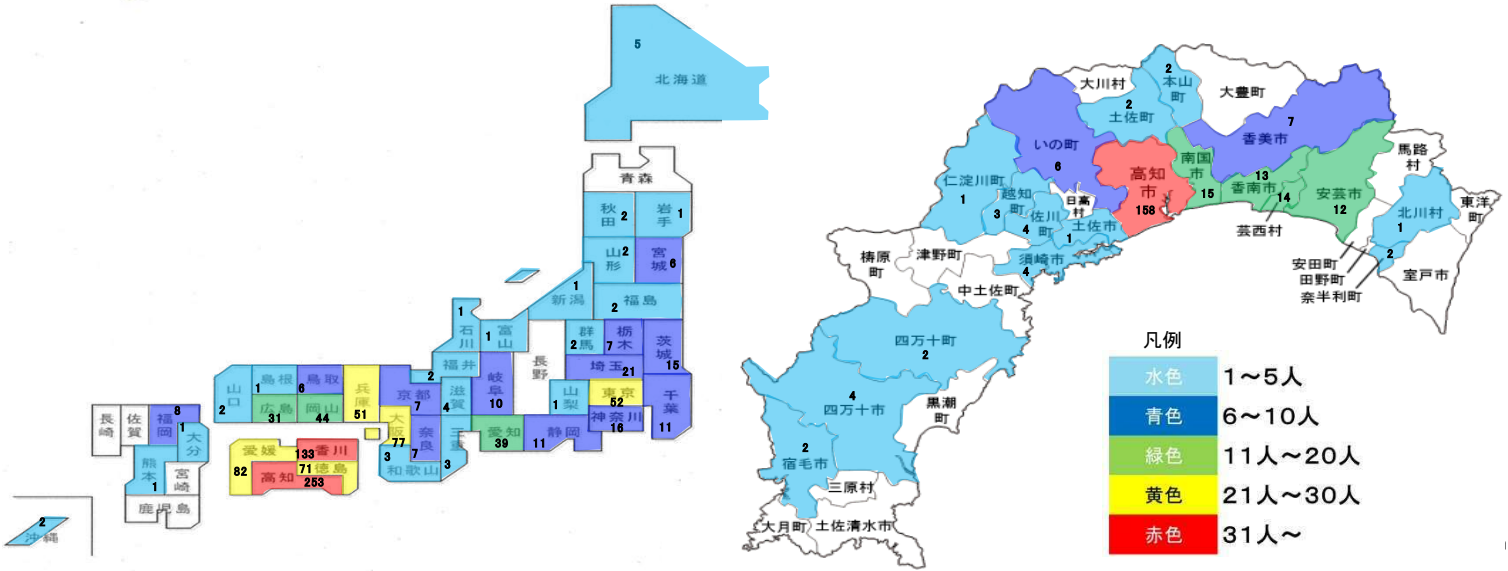 5
北海道
青森
秋田
2
岩手
1
山形
2
宮城
6
新潟
1
福島
2
石川
1
富山
1
群馬
2
栃木
7
茨城
15
福井
2
岐阜
10
長野
埼玉
21
山梨
1
東京
52
千葉
11
神奈川
16
静岡
11
愛知
39
滋賀
4
三重
3
京都
7
奈良
7
和歌山
3
大阪
77
兵庫
51
鳥取
6
島根
1
岡山
44
広島
31
山口
2
香川
133
徳島
71
愛媛
82
高知
253
福岡
8
大分
1
佐賀
長崎
熊本
1
宮崎
鹿児島
沖縄
2
大川村
本山町
2
土佐町
2
大豊町
香美市
7
いの町
6
高知市
158
南国市
15
香南市
13
芸西村
14
安芸市
12
馬路村
北川村
1
東洋町
2
室戸市
安田町
田野町
奈半利町
仁淀川町
1
越知町
3
佐川町
4
日高村
土佐市
1
須崎市
4
梼原町
津野町
中土佐町
四万十町
2
四万十市
4
黒潮町
宿毛市
2
三原村
大月町
土佐清水市
凡例
水色 1～5人
青色 6～10人
緑色 11人～20人
黄色 21人～30人
赤色 31人～